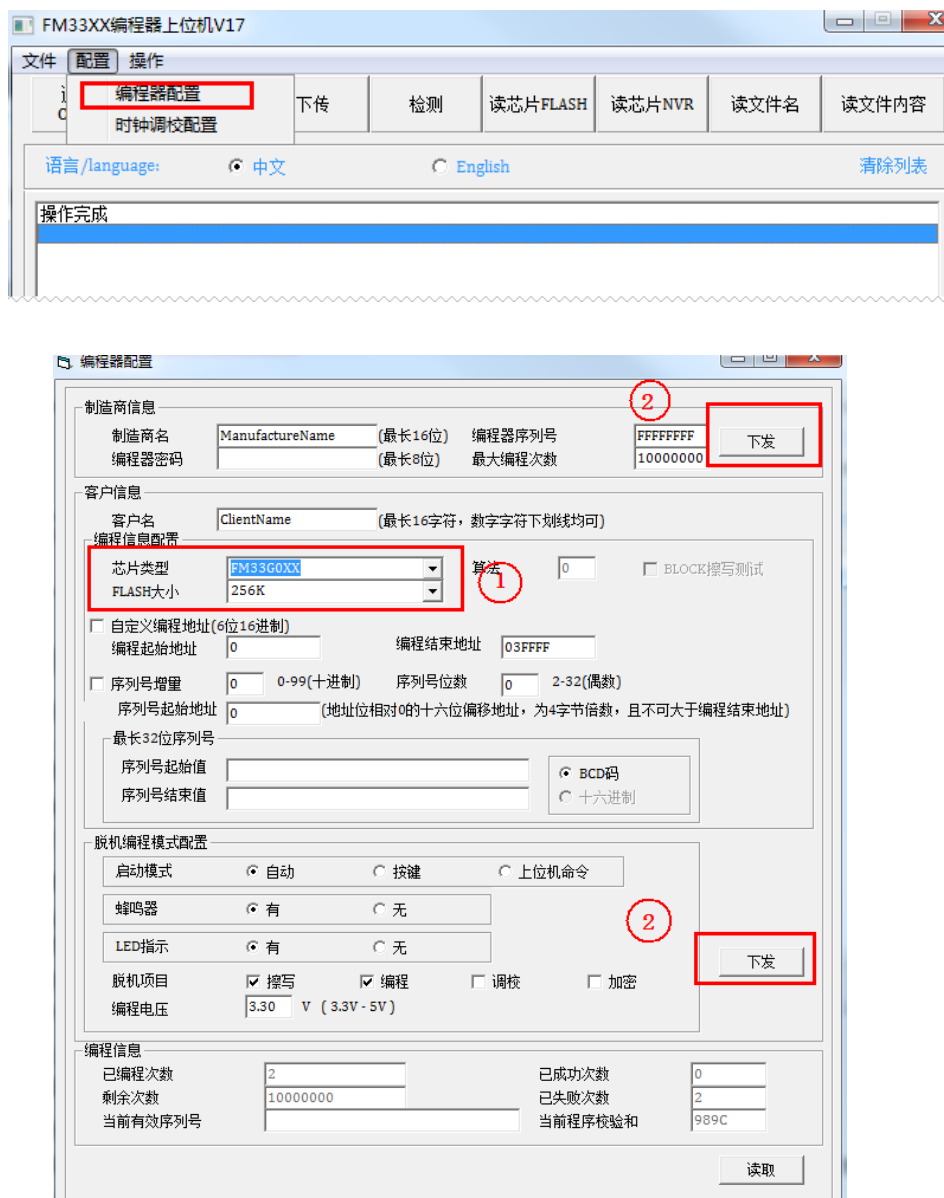 FM33XX编程器上位机V17
文件 配置 操作
编程器配置
时钟调校配置
下传 检测 读芯片FLASH 读芯片NVR 读文件名 读文件内容
语言/language: 中文 English 清除列表
操作完成
编程器配置
制造商信息
②
制造商名 ManufactureName (最长16位) 编程器序列号 FFFFFFFF
下发
编程器密码 (最长8位) 最大编程次数 10000000
客户信息
客户名 ClientName (最长16字符，数字字符下划线均可)
编程信息配置
芯片类型 FM33G0XX 算法 0 BLOCK擦写测试
①
FLASH大小 256K
自定义编程地址(6位16进制)
编程起始地址 0 编程结束地址 03FFFF
序列号增量 0 0-99(十进制) 序列号位数 0 2-32(偶数)
序列号起始地址 0 (地址位相对0的十六位偏移地址，为4字节倍数，且不可大于编程结束地址)
最长32位序列号
序列号起始值 BCD码
序列号结束值 十六进制
脱机编程模式配置
启动模式 自动 按键 上位机命令
蜂鸣器 有 无
②
LED指示 有 无
下发
脱机项目 擦写 编程 调校 加密
编程电压 3.30 V ( 3.3V - 5V )
编程信息
已编程次数 2 已成功次数 0
剩余次数 10000000 已失败次数 2
当前有效序列号 当前程序校验和 989C
读取